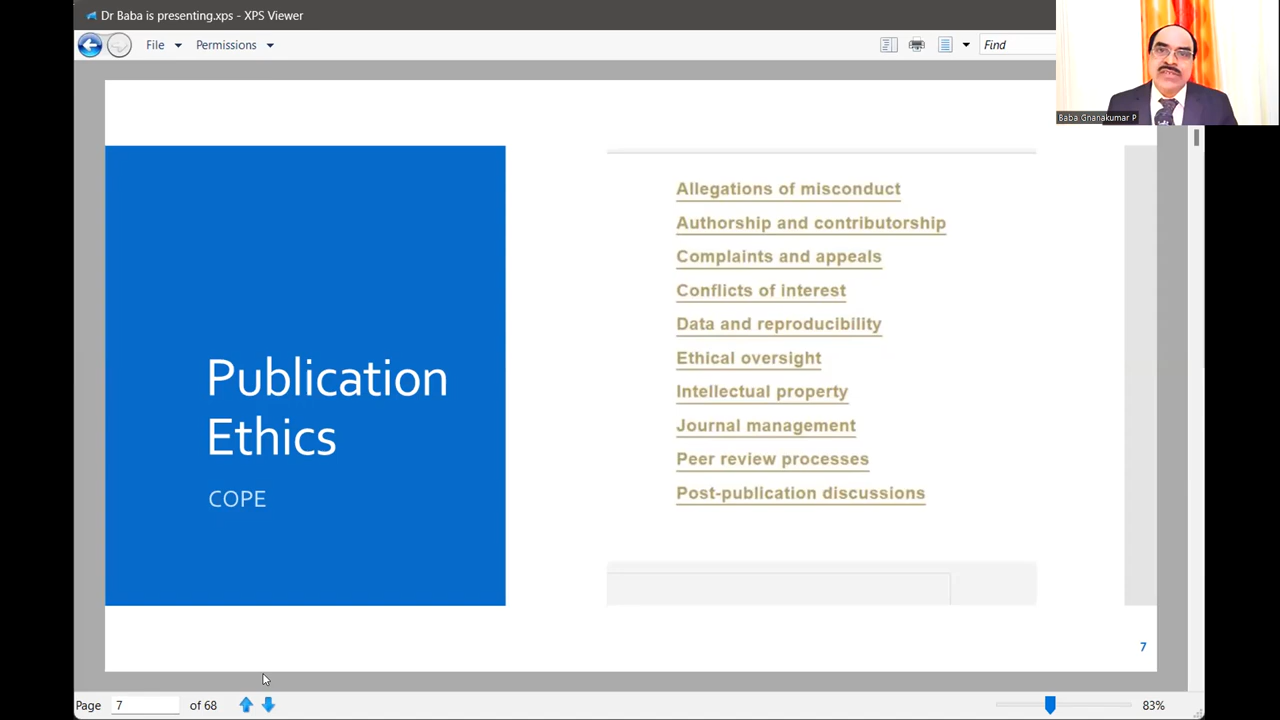 Dr Baba is presenting.xps - XPS Viewer
File
Permissions
Find
Baba Gnanakumar P
Publication
Ethics
COPE
Allegations of misconduct
Authorship and contributorship
Complaints and appeals
Conflicts of interest
Data and reproducibility
Ethical oversight
Intellectual property
Journal management
Peer review processes
Post-publication discussions
7
Page 7 of 68
83%